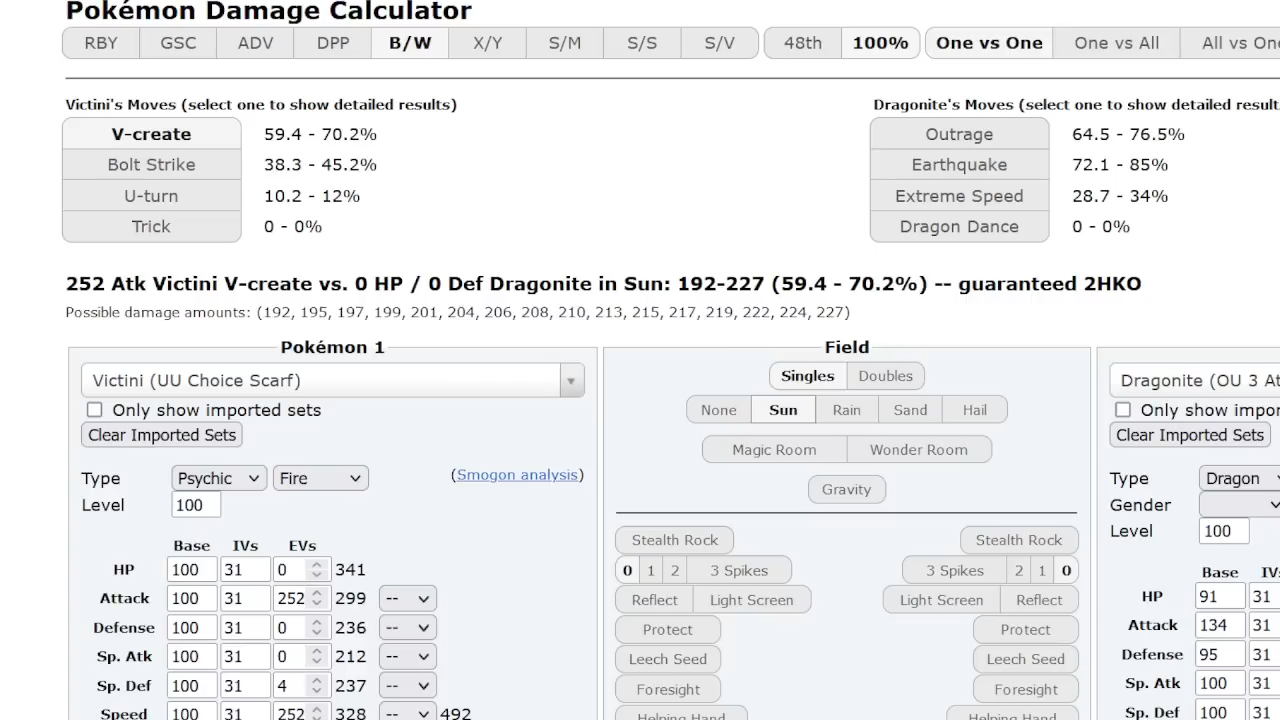 Pokémon Damage Calculator
RBY GSC ADV DPP B/W X/Y S/M S/S S/V 48th 100% One vs One One vs All All vs One
Victini's Moves (select one to show detailed results)
Dragonite's Moves (select one to show detailed result
V-create 59.4 - 70.2%
Outrage 64.5 - 76.5%
Bolt Strike 38.3 - 45.2%
Earthquake 72.1 - 85%
U-turn 10.2 - 12%
Extreme Speed 28.7 - 34%
Trick 0 - 0%
Dragon Dance 0 - 0%
252 Atk Victini V-create vs. 0 HP / 0 Def Dragonite in Sun: 192-227 (59.4 - 70.2%) -- guaranteed 2HKO
Possible damage amounts: (192, 195, 197, 199, 201, 204, 206, 208, 210, 213, 215, 217, 219, 222, 224, 227)
Pokémon 1
Victini (UU Choice Scarf)
Only show imported sets
Clear Imported Sets
Type Psychic Fire (Smogon analysis)
Level 100
Base IVs EVs
HP 100 31 0 341
Attack 100 31 252 299 --
Defense 100 31 0 236 --
Sp. Atk 100 31 0 212 --
Sp. Def 100 31 4 237 --
Speed 100 31 252 328 -- 492
Field
Singles Doubles
None Sun Rain Sand Hail
Magic Room Wonder Room
Gravity
Stealth Rock Stealth Rock
0 1 2 3 Spikes 3 Spikes 2 1 0
Reflect Light Screen Light Screen Reflect
Protect Protect
Leech Seed Leech Seed
Foresight Foresight
Helping Hand Helping Hand
Dragonite (OU 3 At
Only show impor
Clear Imported Sets
Type Dragon
Gender
Level 100
Base IV
HP 91 31
Attack 134 31
Defense 95 31
Sp. Atk 100 31
Sp. Def 100 31